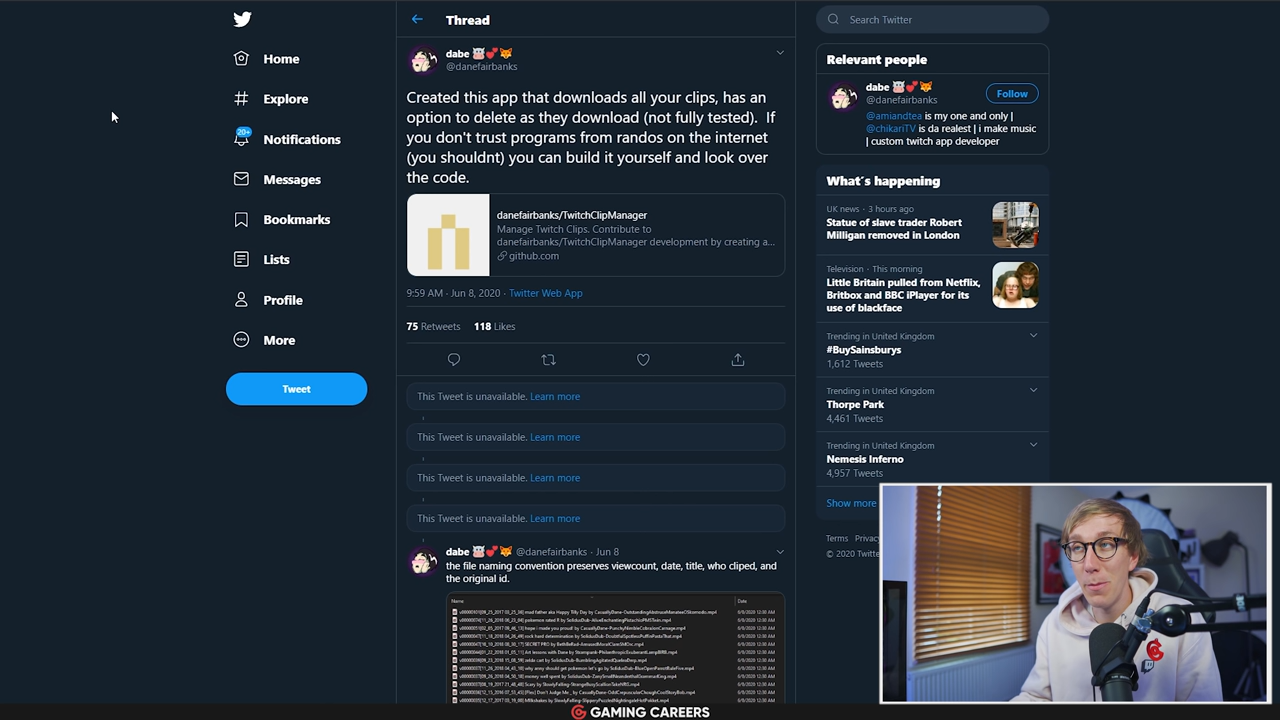 Home
Explore
20+
Notifications
Messages
Bookmarks
Lists
Profile
More
Tweet
Thread
dabe
@danefairbanks
Created this app that downloads all your clips, has an
option to delete as they download (not fully tested). If
you don't trust programs from randos on the internet
(you shouldnt) you can build it yourself and look over
the code.
danefairbanks/TwitchClipManager
Manage Twitch Clips. Contribute to
danefairbanks/TwitchClipManager development by creating a...
github.com
9:59 AM · Jun 8, 2020 · Twitter Web App
75 Retweets 118 Likes
This Tweet is unavailable. Learn more
This Tweet is unavailable. Learn more
This Tweet is unavailable. Learn more
This Tweet is unavailable. Learn more
dabe @danefairbanks · Jun 8
the file naming convention preserves viewcount, date, title, who cliped, and
the original id.
Name Date
Search Twitter
Relevant people
dabe
@danefairbanks
Follow
@amiandtea is my one and only |
@chikariTV is da realest | i make music
| custom twitch app developer
What's happening
UK news · 3 hours ago
Statue of slave trader Robert
Milligan removed in London
Television · This morning
Little Britain pulled from Netflix,
Britbox and BBC iPlayer for its
use of blackface
Trending in United Kingdom
#BuySainsburys
1,612 Tweets
Trending in United Kingdom
Thorpe Park
4,461 Tweets
Trending in United Kingdom
Nemesis Inferno
4,957 Tweets
Show more
Terms
© 2020
GAMING CAREERS